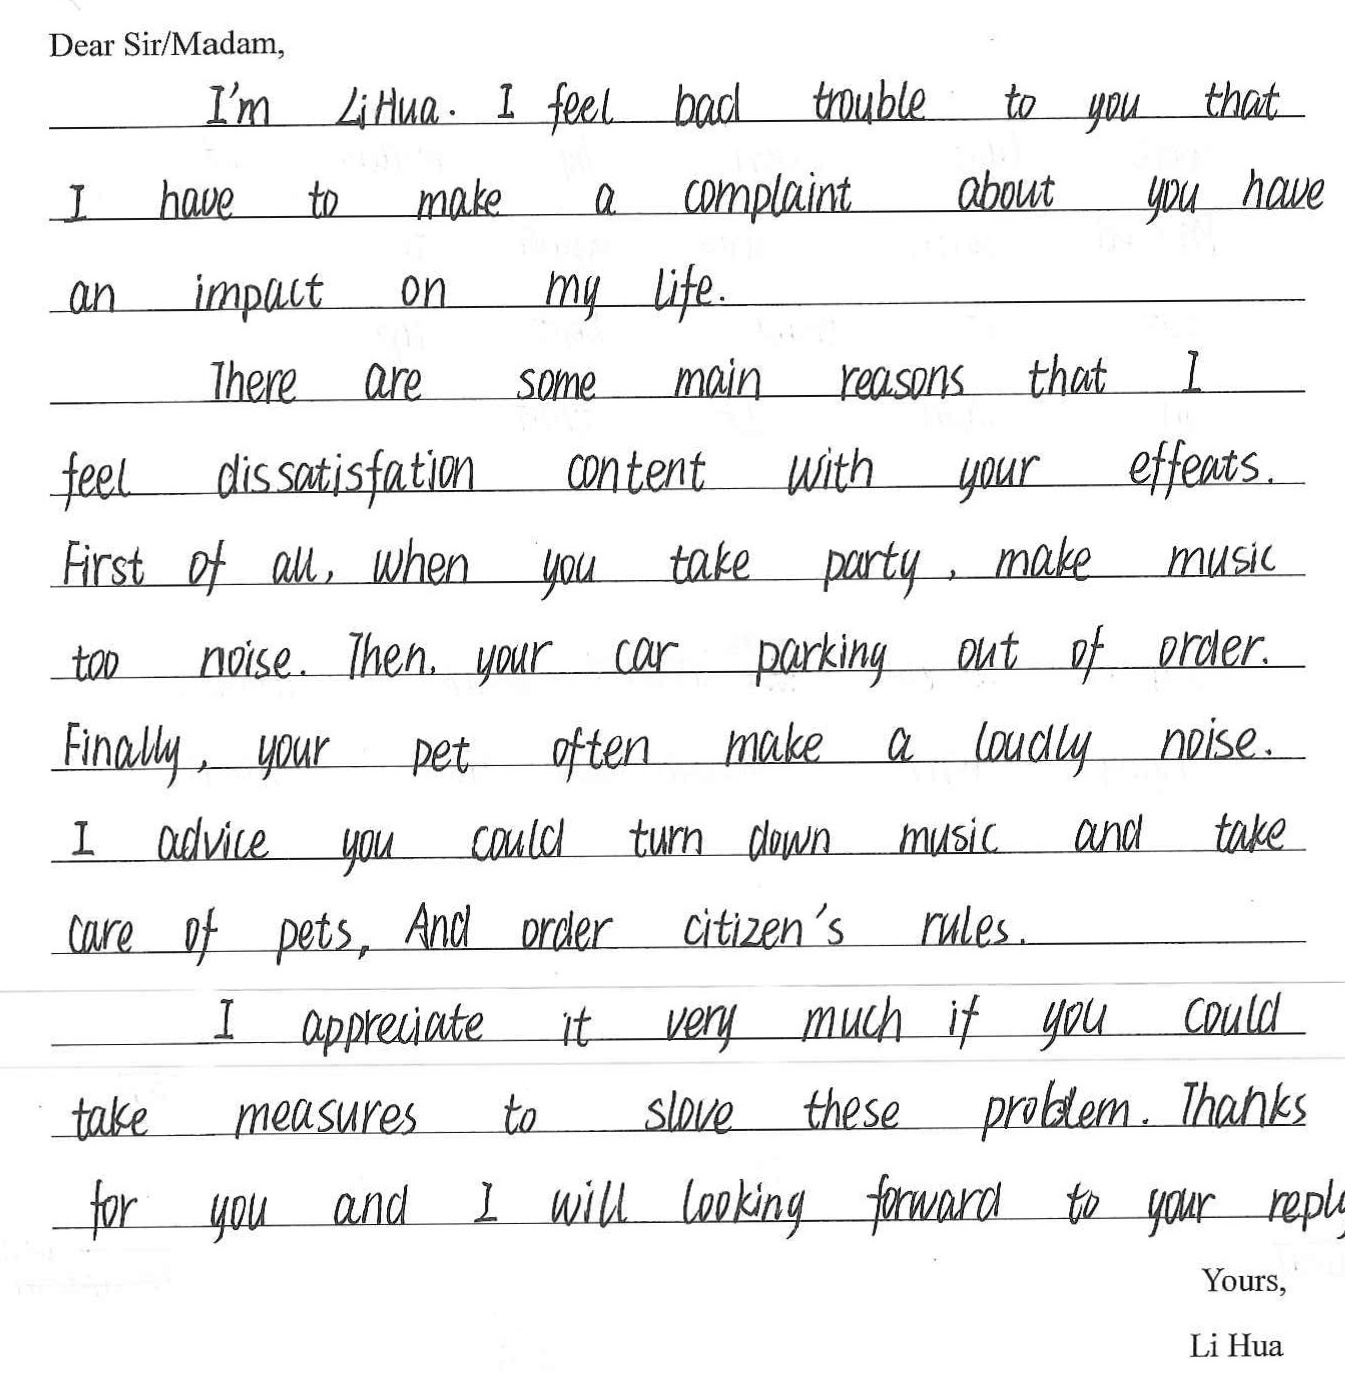 Dear Sir/Madam,
I'm Li Hua. I feel bad trouble to you that
I have to make a complaint about you have
an impact on my life.
There are some main reasons that I
feel dissatisfation content with your effeats.
First of all, when you take party, make music
too noise. Then, your car parking out of order.
Finally, your pet often make a loudly noise.
I advice you could turn down music and take
care of pets, And order citizen's rules.
I appreciate it very much if you could
take measures to slove these problem. Thanks
for you and I will looking forward to your reply
Yours,
Li Hua